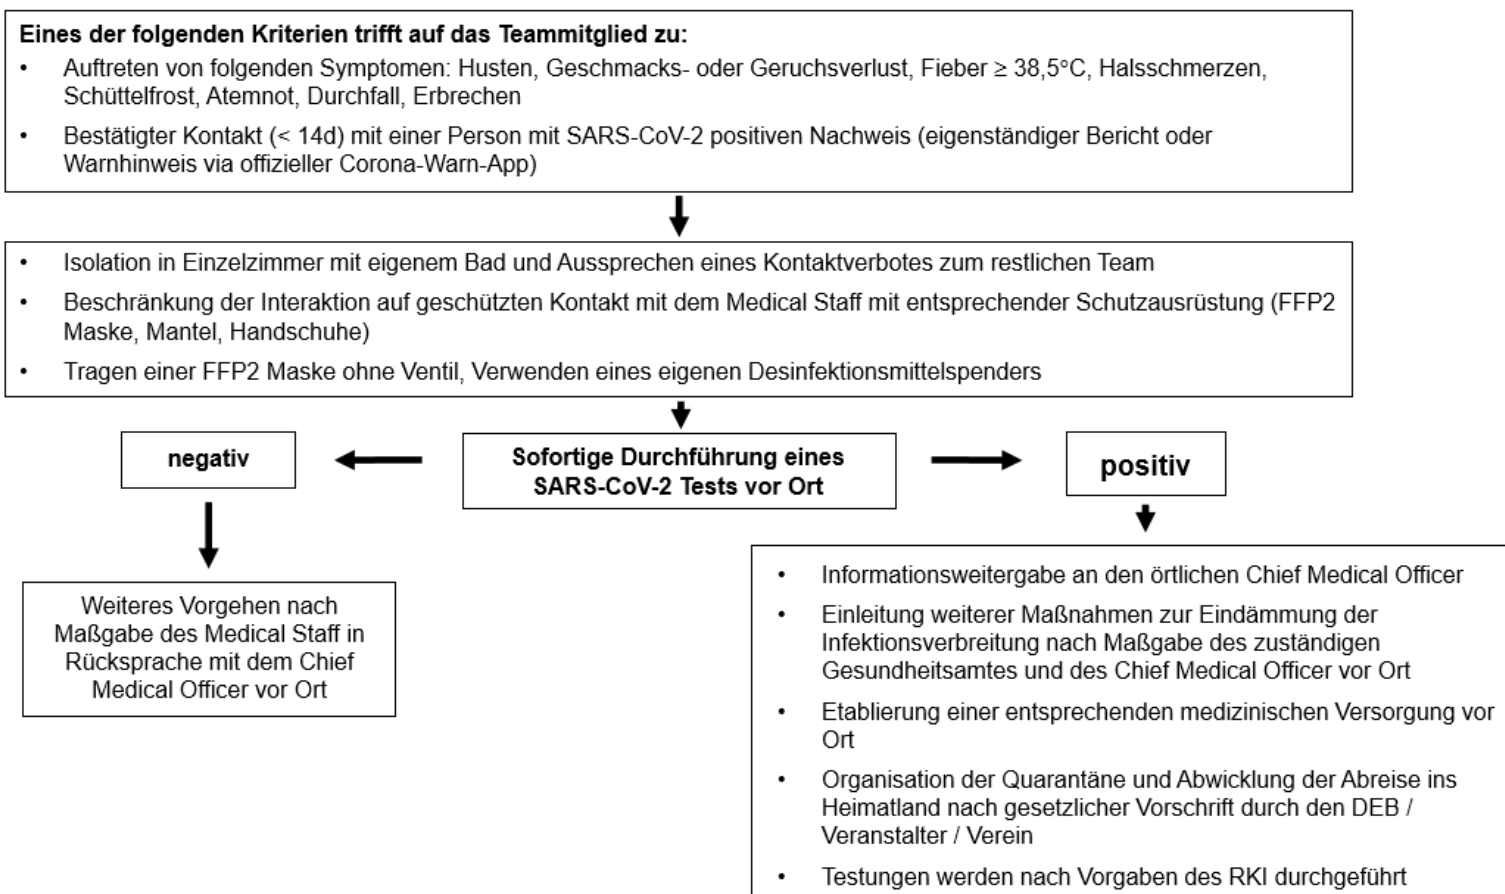 Eines der folgenden Kriterien trifft auf das Teammitglied zu:
• Auftreten von folgenden Symptomen: Husten, Geschmacks- oder Geruchsverlust, Fieber ≥ 38,5°C, Halsschmerzen,
Schüttelfrost, Atemnot, Durchfall, Erbrechen
• Bestätigter Kontakt (< 14d) mit einer Person mit SARS-CoV-2 positiven Nachweis (eigenständiger Bericht oder
Warnhinweis via offizieller Corona-Warn-App)
• Isolation in Einzelzimmer mit eigenem Bad und Aussprechen eines Kontaktverbotes zum restlichen Team
• Beschränkung der Interaktion auf geschützten Kontakt mit dem Medical Staff mit entsprechender Schutzausrüstung (FFP2
Maske, Mantel, Handschuhe)
• Tragen einer FFP2 Maske ohne Ventil, Verwenden eines eigenen Desinfektionsmittelspenders
Sofortige Durchführung eines
SARS-CoV-2 Tests vor Ort
negativ
Weiteres Vorgehen nach
Maßgabe des Medical Staff in
Rücksprache mit dem Chief
Medical Officer vor Ort
positiv
• Informationsweitergabe an den örtlichen Chief Medical Officer
• Einleitung weiterer Maßnahmen zur Eindämmung der
Infektionsverbreitung nach Maßgabe des zuständigen
Gesundheitsamtes und des Chief Medical Officer vor Ort
• Etablierung einer entsprechenden medizinischen Versorgung vor
Ort
• Organisation der Quarantäne und Abwicklung der Abreise ins
Heimatland nach gesetzlicher Vorschrift durch den DEB /
Veranstalter / Verein
• Testungen werden nach Vorgaben des RKI durchgeführt